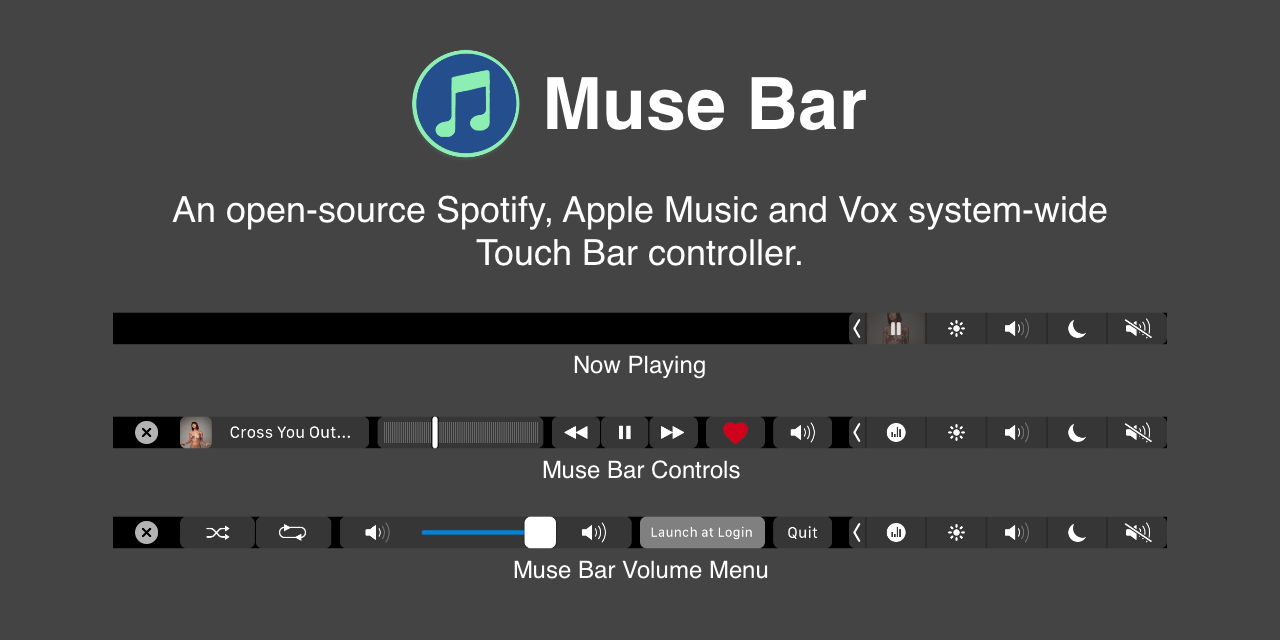 Muse Bar
An open-source Spotify, Apple Music and Vox system-wide
Touch Bar controller.
Now Playing
Cross You Out...
Muse Bar Controls
Launch at Login Quit
Muse Bar Volume Menu